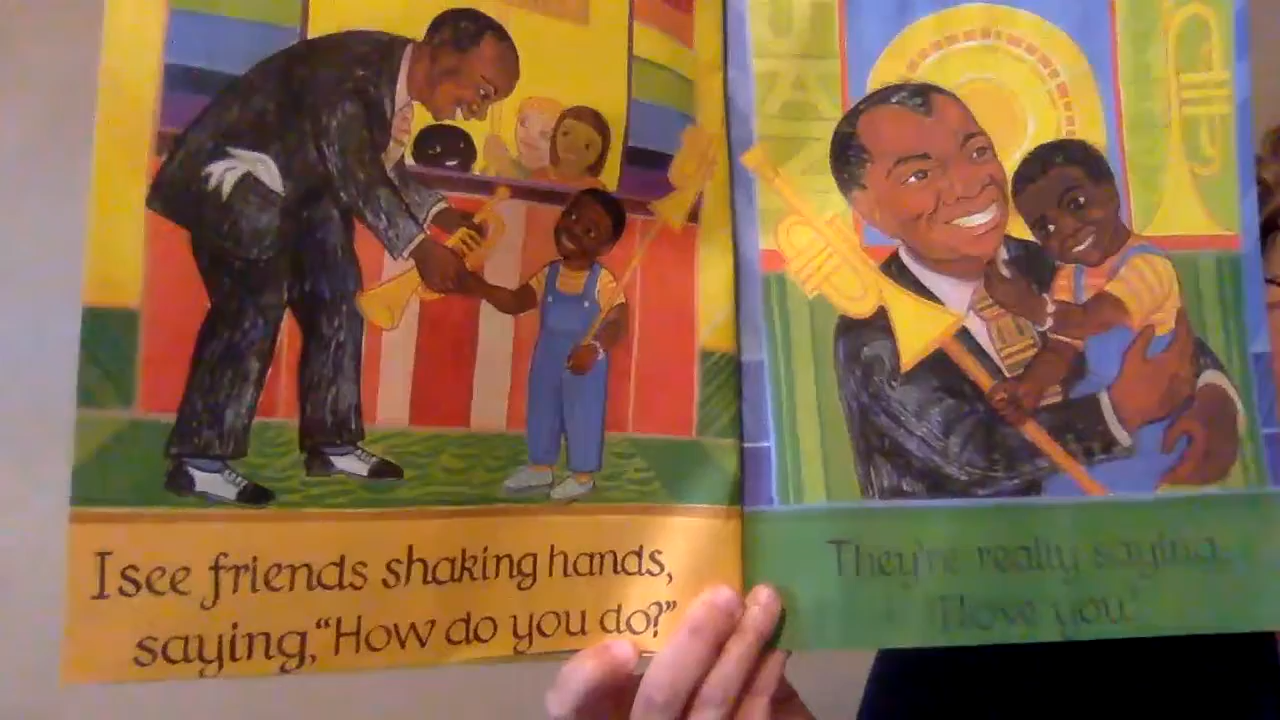 I see friends shaking hands,
saying, "How do you do?"
They're really saying,
"I love you."